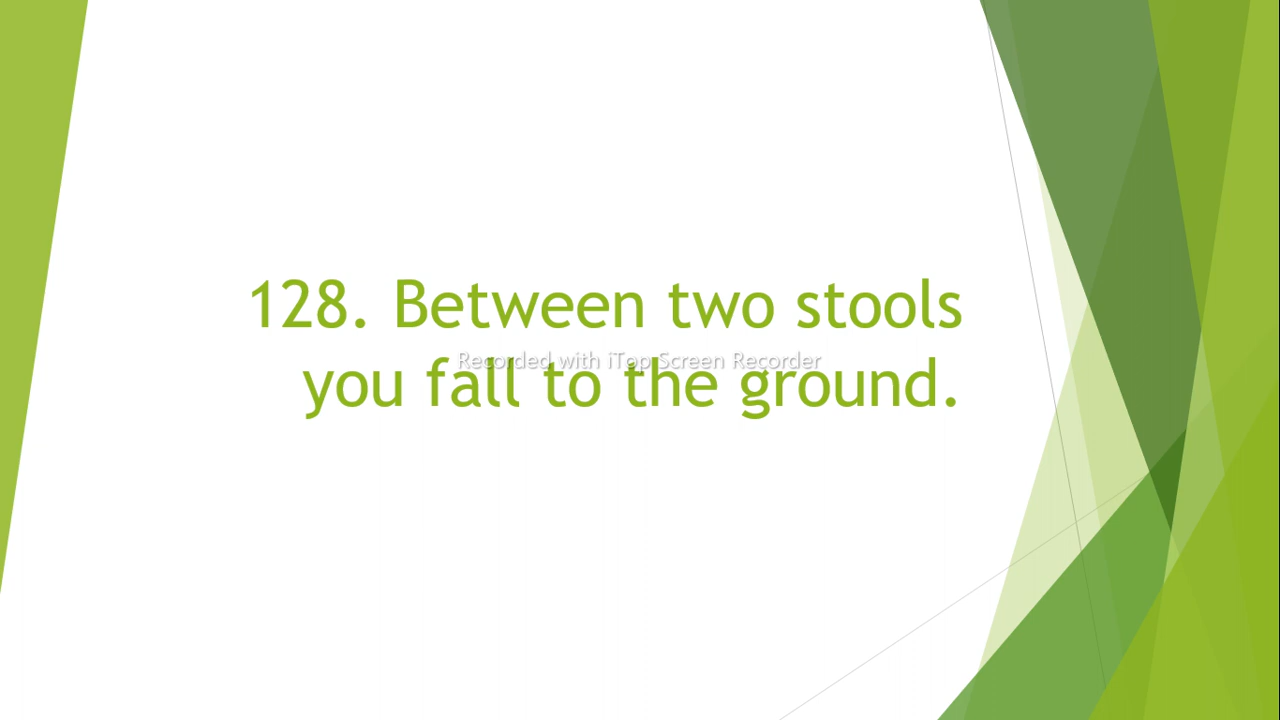 128. Between two stools
Recorded with iTop Screen Recorder
you fall to the ground.